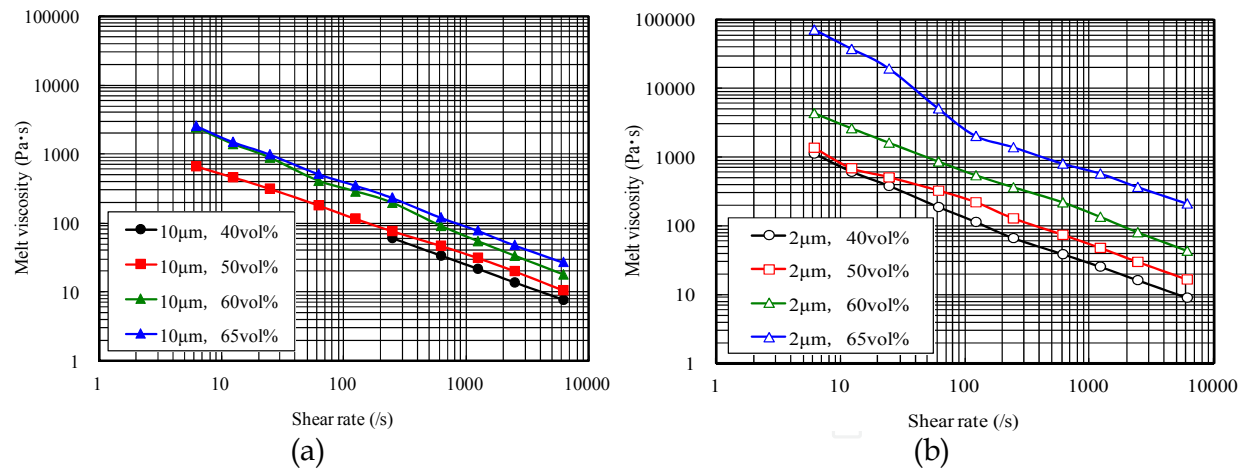 100000
10000
1000
100
10
1
Melt viscosity (Pa•s)
10μm, 40vol%
10μm, 50vol%
10μm, 60vol%
10μm, 65vol%
1 10 100 1000 10000
Shear rate (/s)
(a)
100000
10000
1000
100
10
1
Melt viscosity (Pa•s)
2μm, 40vol%
2μm, 50vol%
2μm, 60vol%
2μm, 65vol%
1 10 100 1000 10000
Shear rate (/s)
(b)